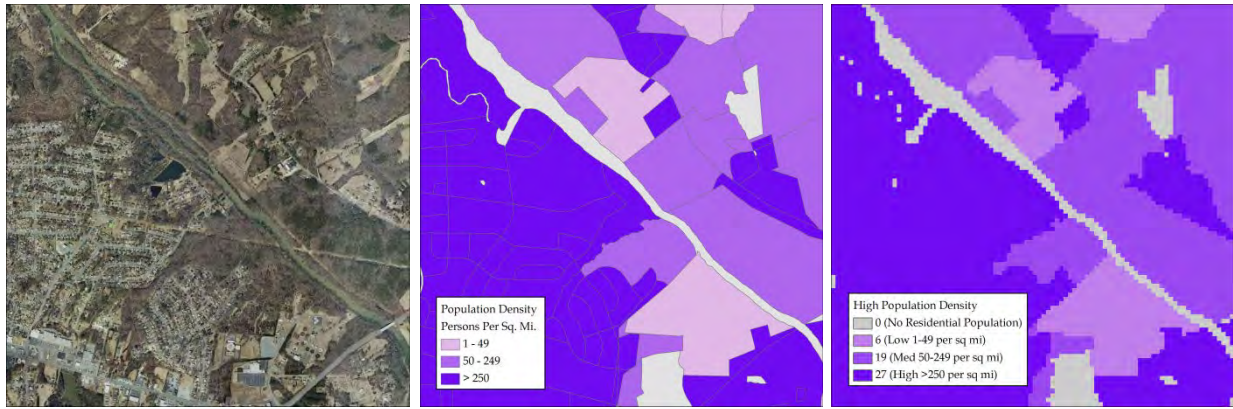 Population Density
Persons Per Sq. Mi.
1 - 49
50 - 249
> 250
High Population Density
0 (No Residential Population)
6 (Low 1-49 per sq mi)
19 (Med 50-249 per sq mi)
27 (High >250 per sq mi)